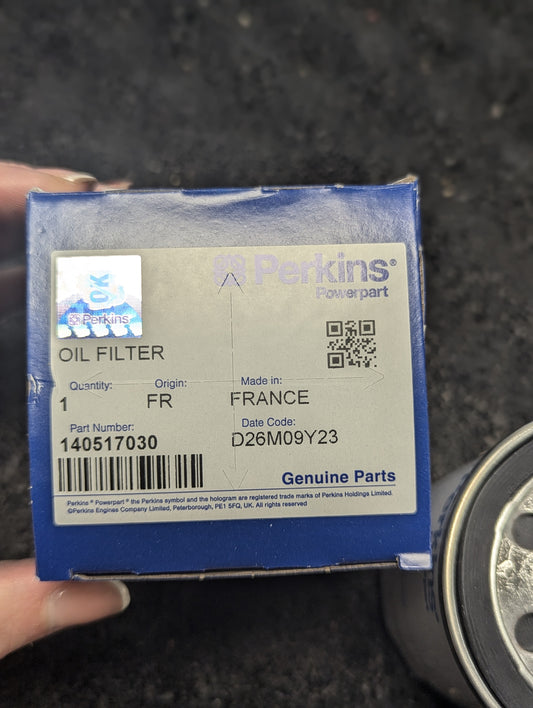 Perkins®
Powerpart
OK
Perkins
OIL FILTER
Quantity: Origin: Made in:
1 FR FRANCE
Part Number: Date Code:
140517030 D26M09Y23
Genuine Parts
Perkins ® Powerpart ® the Perkins symbol and the hologram are registered trade marks of Perkins Holdings Limited.
©Perkins Engines Company Limited, Peterborough, PE1 5FQ, UK. All rights reserved